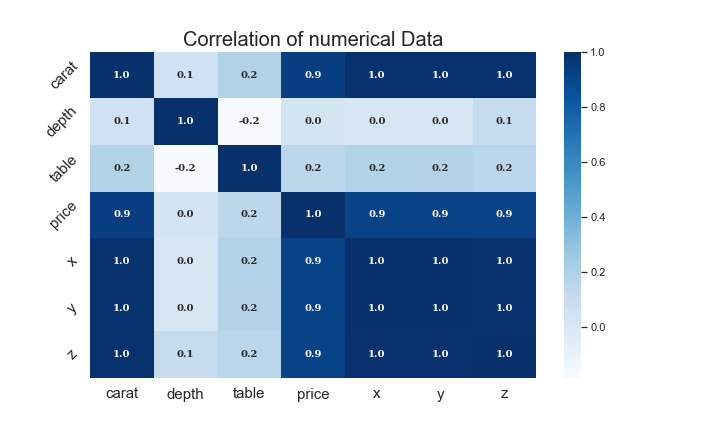 Correlation of numerical Data
carat 1.0 0.1 0.2 0.9 1.0 1.0 1.0
depth 0.1 1.0 -0.2 0.0 0.0 0.0 0.1
table 0.2 -0.2 1.0 0.2 0.2 0.2 0.2
price 0.9 0.0 0.2 1.0 0.9 0.9 0.9
x 1.0 0.0 0.2 0.9 1.0 1.0 1.0
y 1.0 0.0 0.2 0.9 1.0 1.0 1.0
z 1.0 0.1 0.2 0.9 1.0 1.0 1.0
carat depth table price x y z
1.0
0.8
0.6
0.4
0.2
0.0